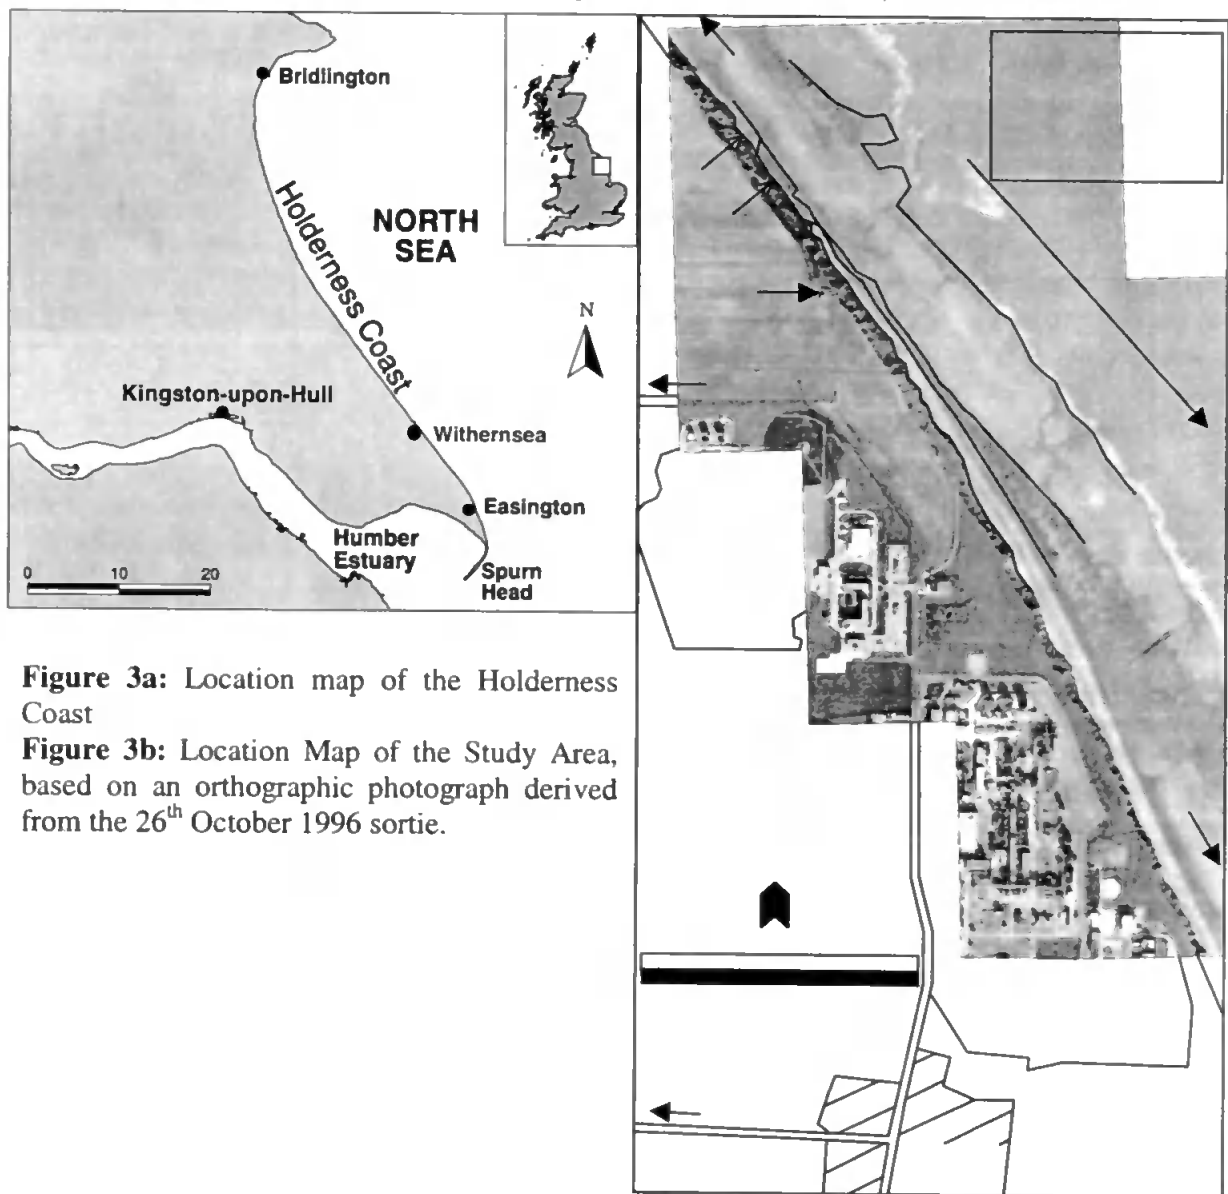 Bridlington
Holderness Coast
NORTH
SEA
N
Kingston-upon-Hull
Withernsea
Easington
Humber
Estuary
Spurn
Head
0 10 20
Figure 3a: Location map of the Holderness
Coast
Figure 3b: Location Map of the Study Area,
based on an orthographic photograph derived
from the 26th October 1996 sortie.